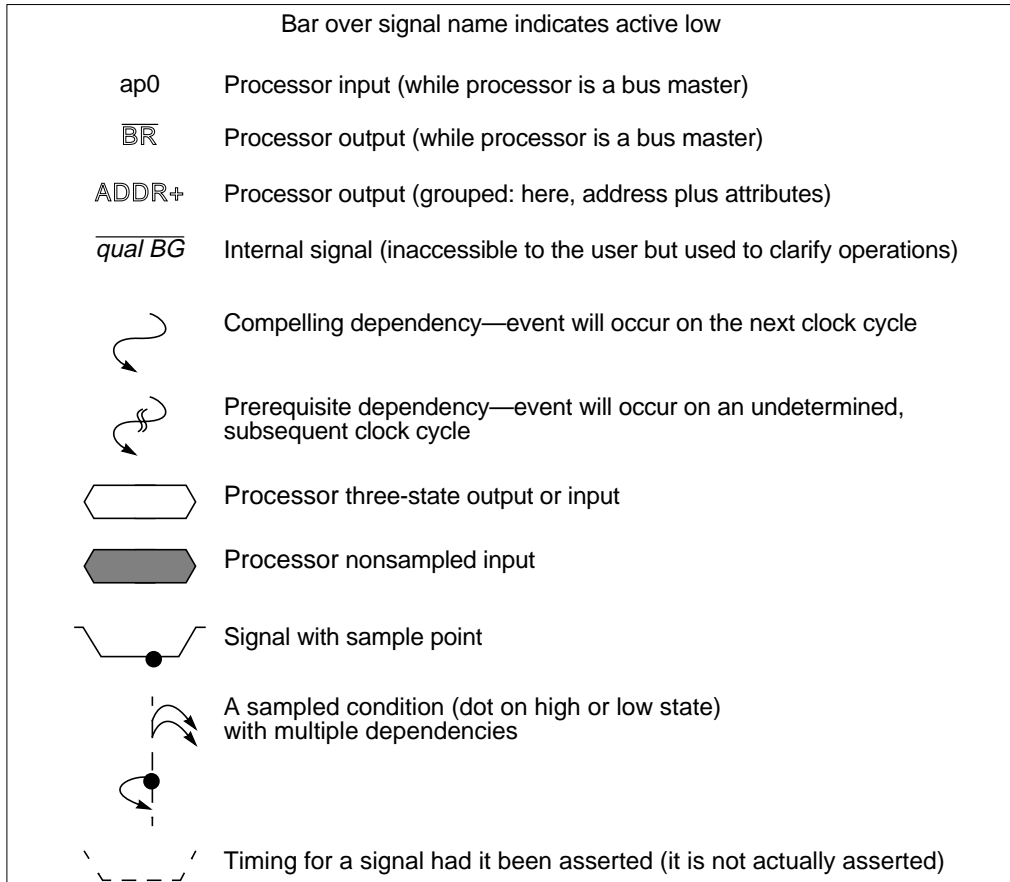 Bar over signal name indicates active low
ap0 Processor input (while processor is a bus master)
B̅R̅ Processor output (while processor is a bus master)
ADDR+ Processor output (grouped: here, address plus attributes)
q̅u̅a̅l̅ ̅B̅G̅ Internal signal (inaccessible to the user but used to clarify operations)
Compelling dependency—event will occur on the next clock cycle
Prerequisite dependency—event will occur on an undetermined,
subsequent clock cycle
Processor three-state output or input
Processor nonsampled input
Signal with sample point
A sampled condition (dot on high or low state)
with multiple dependencies
Timing for a signal had it been asserted (it is not actually asserted)